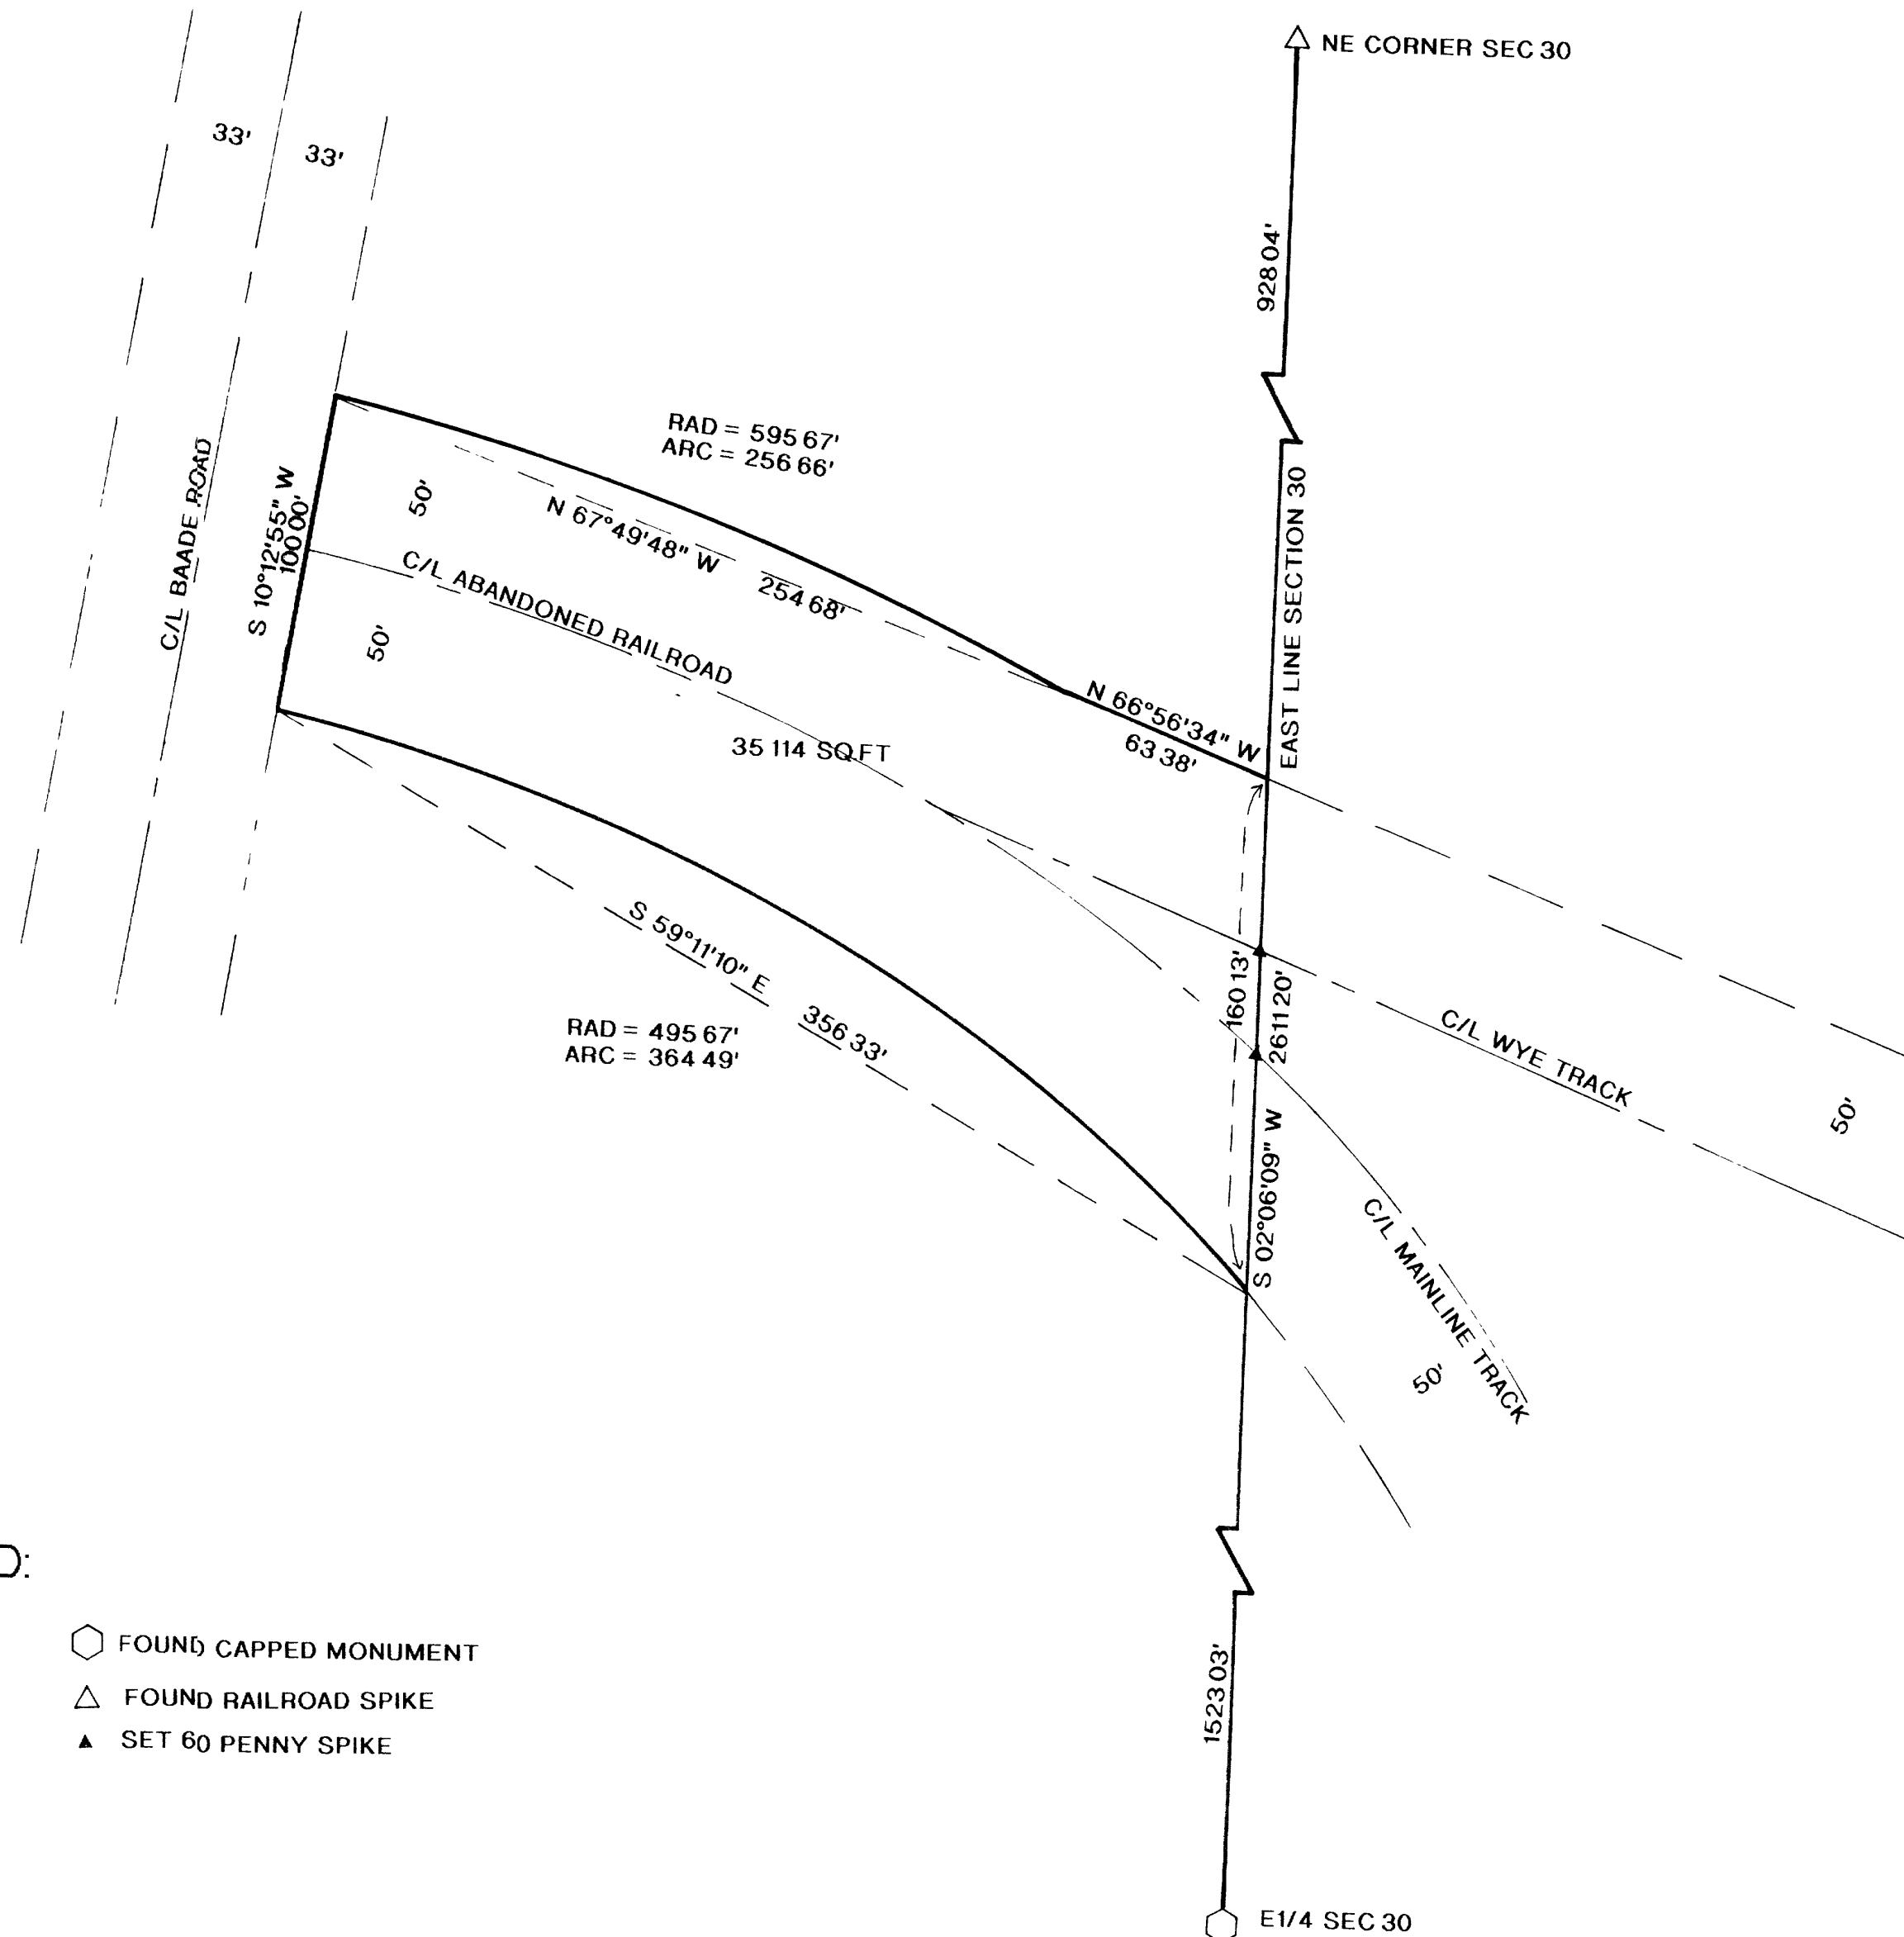 NE CORNER SEC 30
33'
33'
928 04'
RAD = 595 67'
ARC = 256 66'
C/L BAADE ROAD
S 10°12'55" W
100 00'
50'
N 67°49'48" W 254 68'
C/L ABANDONED RAILROAD
50'
EAST LINE SECTION 30
N 66°56'34" W
63 38'
35 114 SQ.FT
S 59°11'10" E 356 33'
RAD = 495 67'
ARC = 364 49'
160 13'
S 02°06'09" W 2611 20'
C/L WYE TRACK
50'
C/L MAINLINE TRACK
50'
D:
FOUND CAPPED MONUMENT
FOUND RAILROAD SPIKE
SET 60 PENNY SPIKE
1523 03'
E1/4 SEC 30